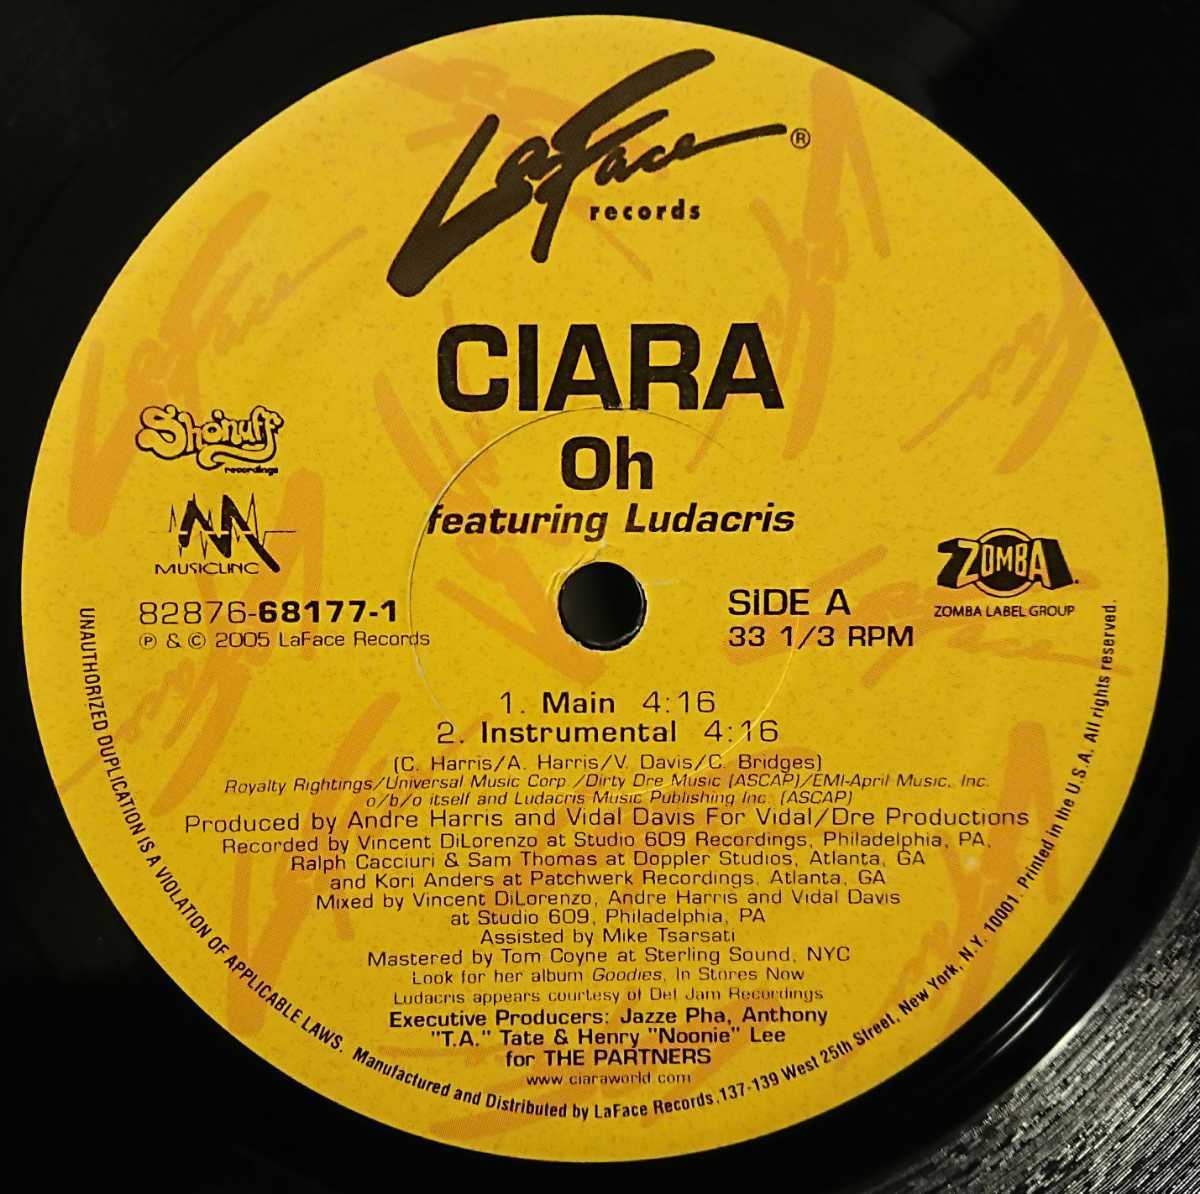 LaFace ®
records
CIARA
Oh
featuring Ludacris
Sho'nuff
recordings
MUSICLINC
82876-68177-1
℗ & © 2005 LaFace Records
SiDE A
33 1/3 RPM
ZOMBA
ZOMBA LABEL GROUP
1. Main 4:16
2. Instrumental 4:16
(C. Harris/A. Harris/V. Davis/C. Bridges)
Royalty Rightings/Universal Music Corp./Dirty Dre Music (ASCAP)/EMI-April Music, Inc.
o/b/o itself and Ludacris Music Publishing Inc. (ASCAP)
Produced by Andre Harris and Vidal Davis For Vidal/Dre Productions
Recorded by Vincent DiLorenzo at Studio 609 Recordings, Philadelphia, PA,
Ralph Cacciuri & Sam Thomas at Doppler Studios, Atlanta, GA
and Kori Anders at Patchwerk Recordings, Atlanta, GA
Mixed by Vincent DiLorenzo, Andre Harris and Vidal Davis
at Studio 609, Philadelphia, PA
Assisted by Mike Tsarsati
Mastered by Tom Coyne at Sterling Sound, NYC
Look for her album Goodies, In Stores Now
Ludacris appears courtesy of Def Jam Recordings
Executive Producers: Jazze Pha, Anthony
"T.A." Tate & Henry "Noonie" Lee
for THE PARTNERS
www.ciaraworld.com
UNAUTHORIZED DUPLICATION IS A VIOLATION OF APPLICABLE LAWS. Manufactured and Distributed by LaFace Records, 137-139 West 25th Street, New York, N.Y. 10001. Printed in the U.S.A. All rights reserved.